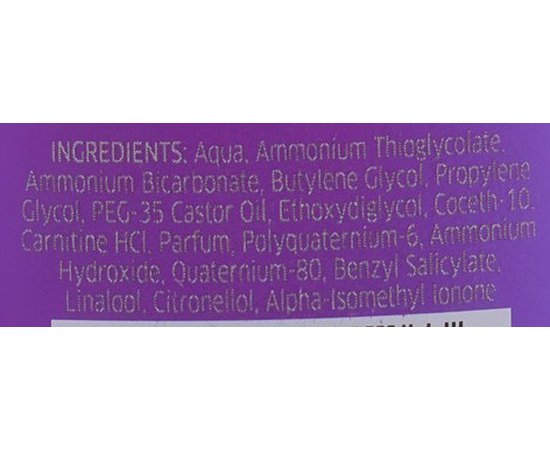 INGREDIENTS: Aqua, Ammonium Thioglycolate,
Ammonium Bicarbonate, Butylene Glycol, Propylene
Glycol, PEG-35 Castor Oil, Ethoxydiglycol, Coceth-10,
Carnitine HCl, Parfum, Polyquaternium-6, Ammonium
Hydroxide, Quaternium-80, Benzyl Salicylate,
Linalool, Citronellol, Alpha-Isomethyl Ionone